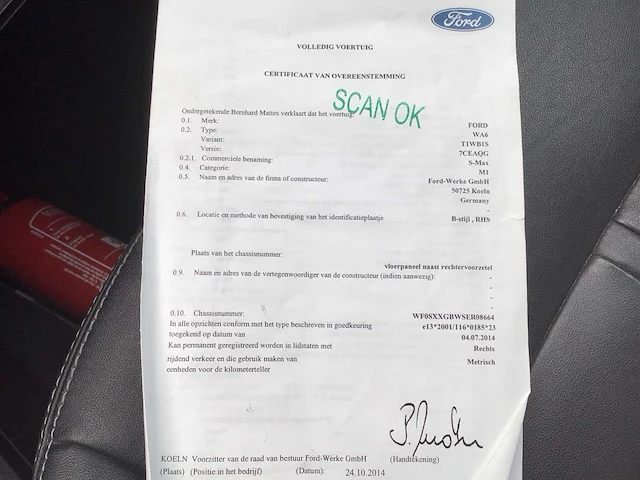 Ford
VOLLEDIG VOERTUIG
CERTIFICAAT VAN OVEREENSTEMMING
SCAN OK
Ondergetekende Bernhard Mattes verklaart dat het voertuig:
0.1. Merk: FORD
0.2. Type: WA6
Variant: T1WB1S
Versie: 7CEAQG
0.2.1. Commerciele benaming: S-Max
0.4. Categorie: M1
0.5. Naam en adres van de firma of constructeur: Ford-Werke GmbH
50725 Koeln
Germany
-
0.6. Locatie en methode van bevestiging van het identificatieplaatje B-stijl , RHS
Plaats van het chassisnummer: vloerpaneel naast rechtervoorzetel
0.9. Naam en adres van de vertegenwoordiger van de constructeur (indien aanwezig): -
-
-
-
0.10. Chassisnummer: WF0SXXGBWSER08664
In alle opzichten conform met het type beschreven in goedkeuring e13*2001/116*0185*23
toegekend op datum van 04.07.2014
Kan permanent geregistreerd worden in lidstaten met Rechts
rijdend verkeer en die gebruik maken van Metrisch
eenheden voor de kilometerteller
KOELN Voorzitter van de raad van bestuur Ford-Werke GmbH (Handtekening)
(Plaats) (Positie in het bedrijf) (Datum): 24.10.2014